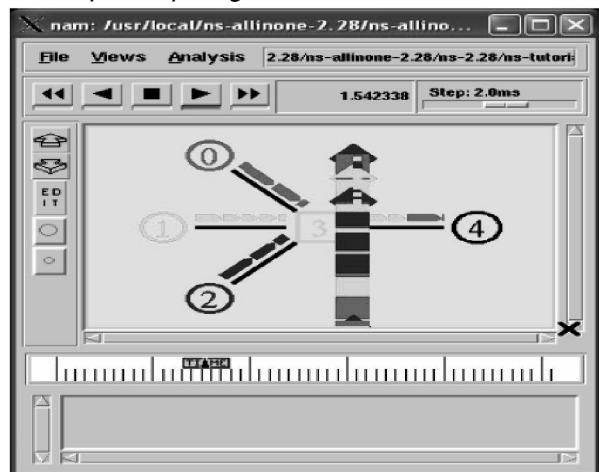 nam: /usr/local/ns-allinone-2.28/ns-allino...
File Views Analysis 2.28/ns-allinone-2.28/ns-2.28/ns-tutori
1.542338 Step: 2.0ms
ED
IT
0
1
3
4
2
TIME